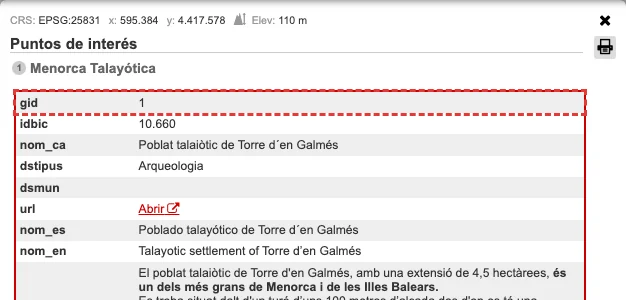 CRS: EPSG:25831 x: 595.384 y: 4.417.578 Elev: 110 m
Puntos de interés
1 Menorca Talayótica
gid 1
idbic 10.660
nom_ca Poblat talaiòtic de Torre d´en Galmés
dstipus Arqueologia
dsmun
url Abrir
nom_es Poblado talayótico de Torre d´en Galmés
nom_en Talayotic settlement of Torre d’en Galmés
El poblat talaiòtic de Torre d'en Galmés, amb una extensió de 4,5 hectàrees, és
un dels més grans de Menorca i de les Illes Balears.